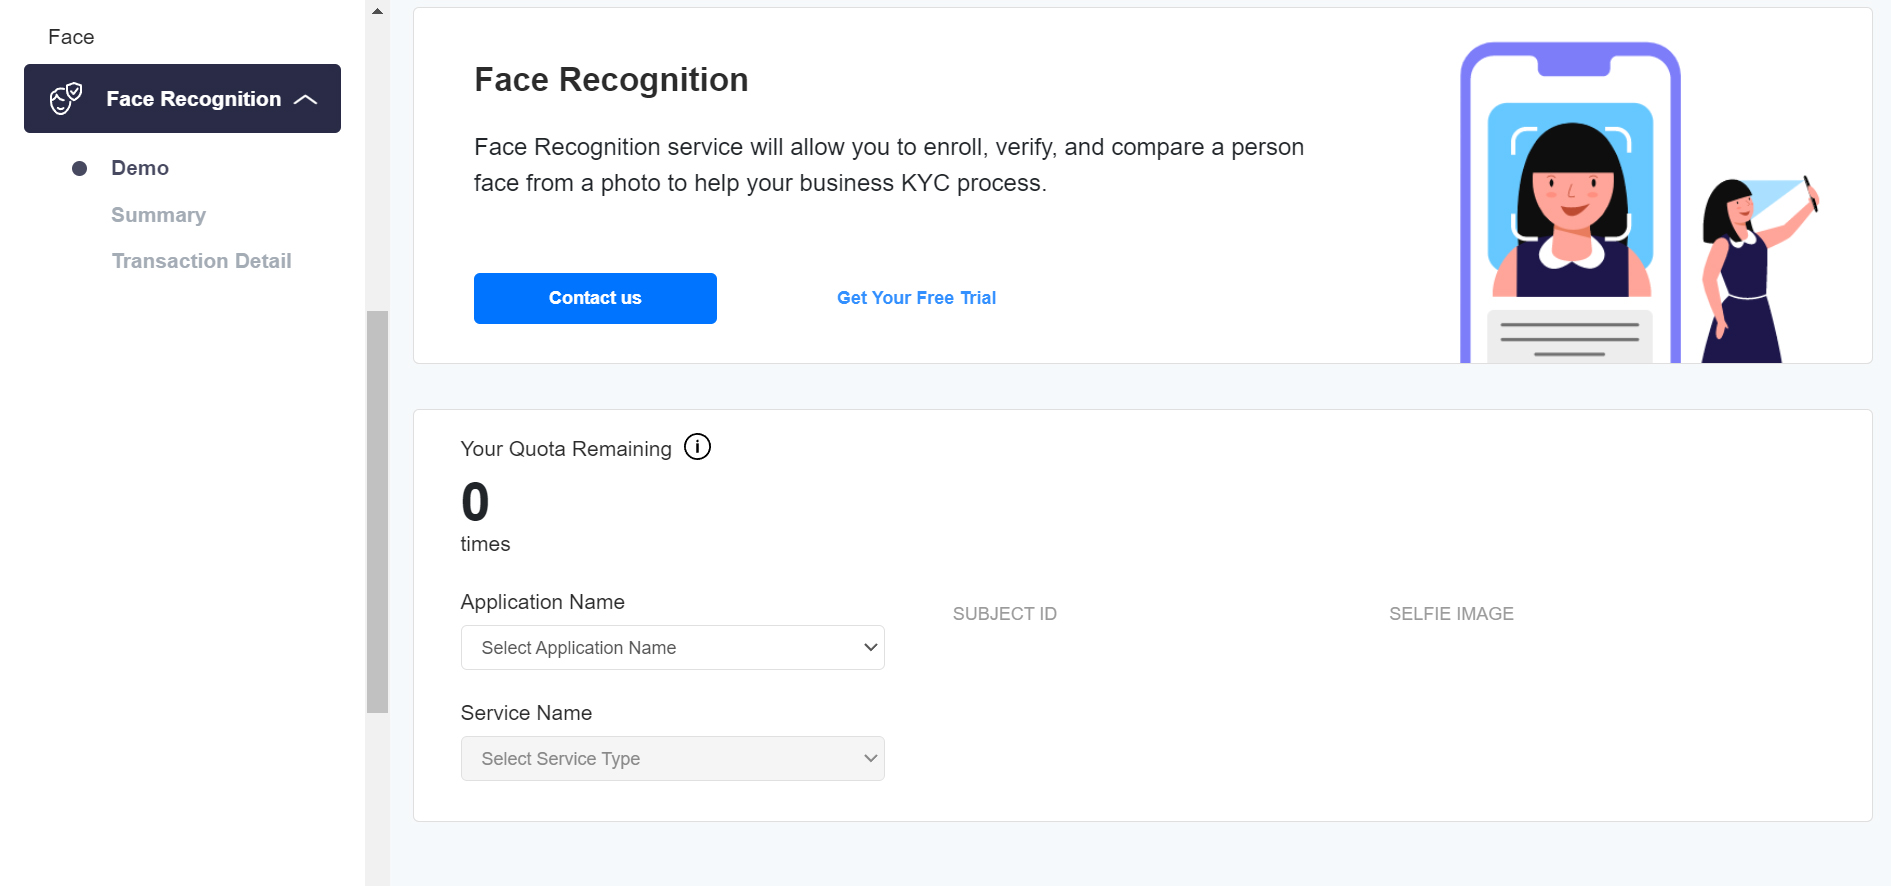 Face
Face Recognition
Demo
Summary
Transaction Detail
Face Recognition
Face Recognition service will allow you to enroll, verify, and compare a person
face from a photo to help your business KYC process.
Contact us
Get Your Free Trial
Your Quota Remaining i
0
times
Application Name
Select Application Name
SUBJECT ID
SELFIE IMAGE
Service Name
Select Service Type